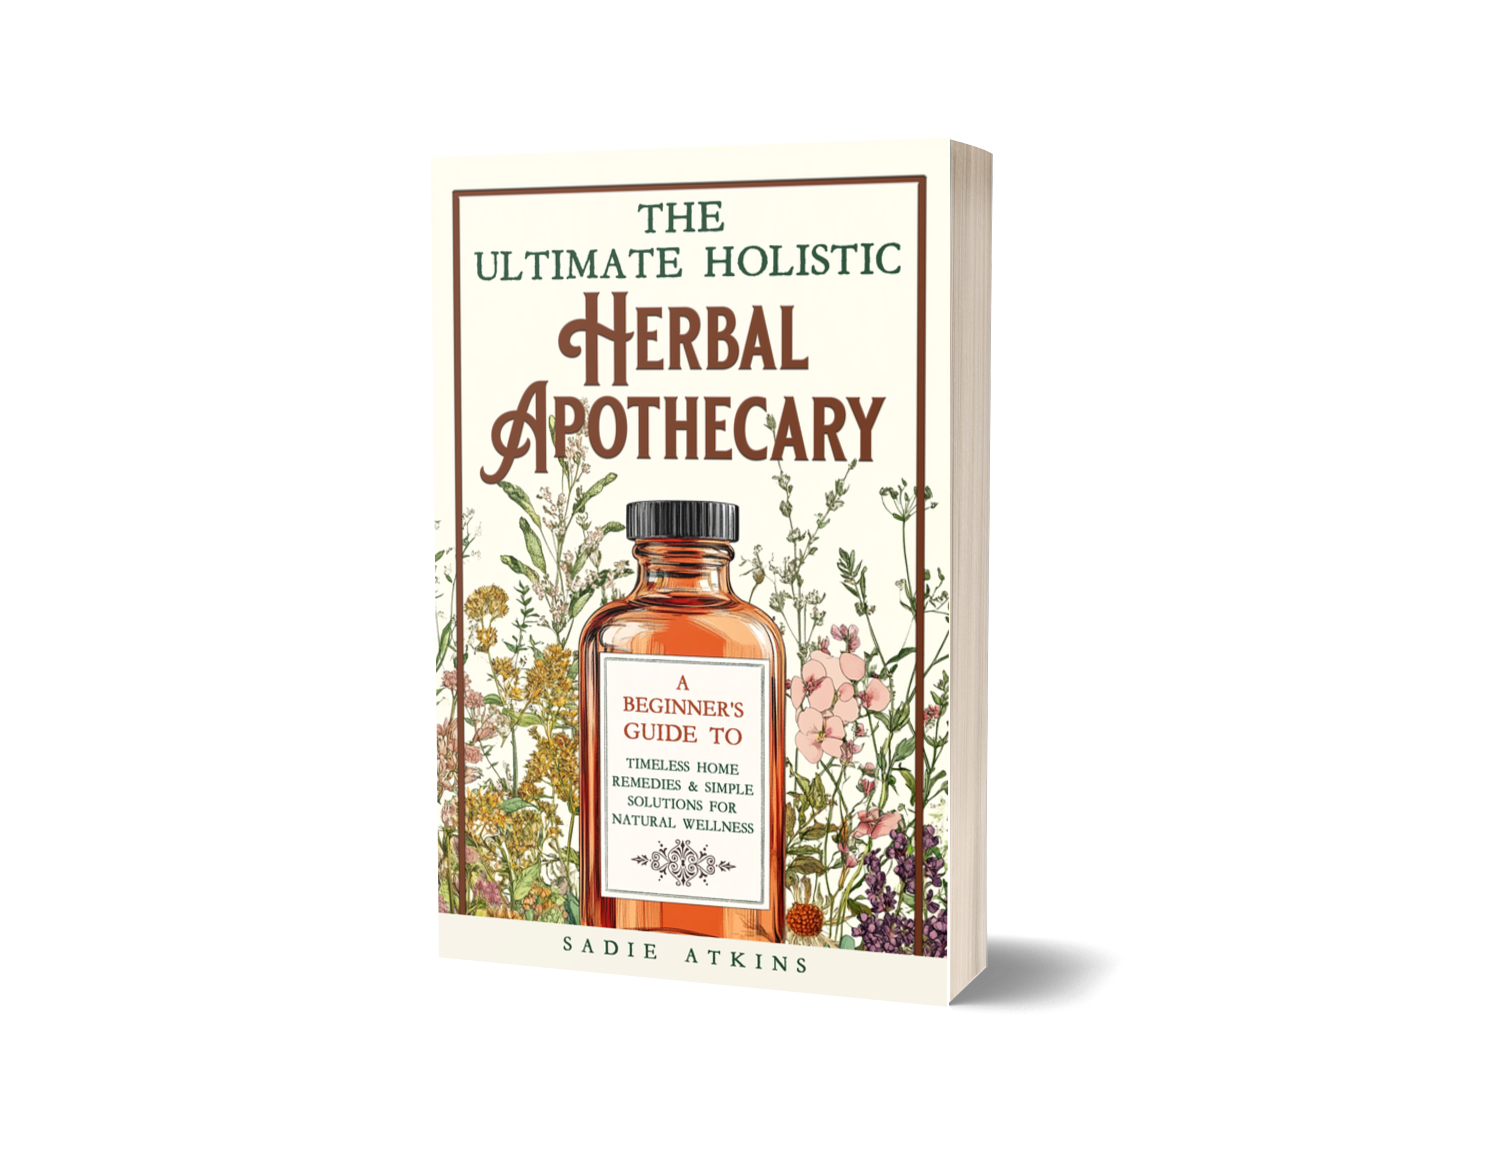 THE
ULTIMATE HOLISTIC
HERBAL
APOTHECARY
A
BEGINNER'S
GUIDE TO
TIMELESS HOME
REMEDIES & SIMPLE
SOLUTIONS FOR
NATURAL WELLNESS
SADIE ATKINS